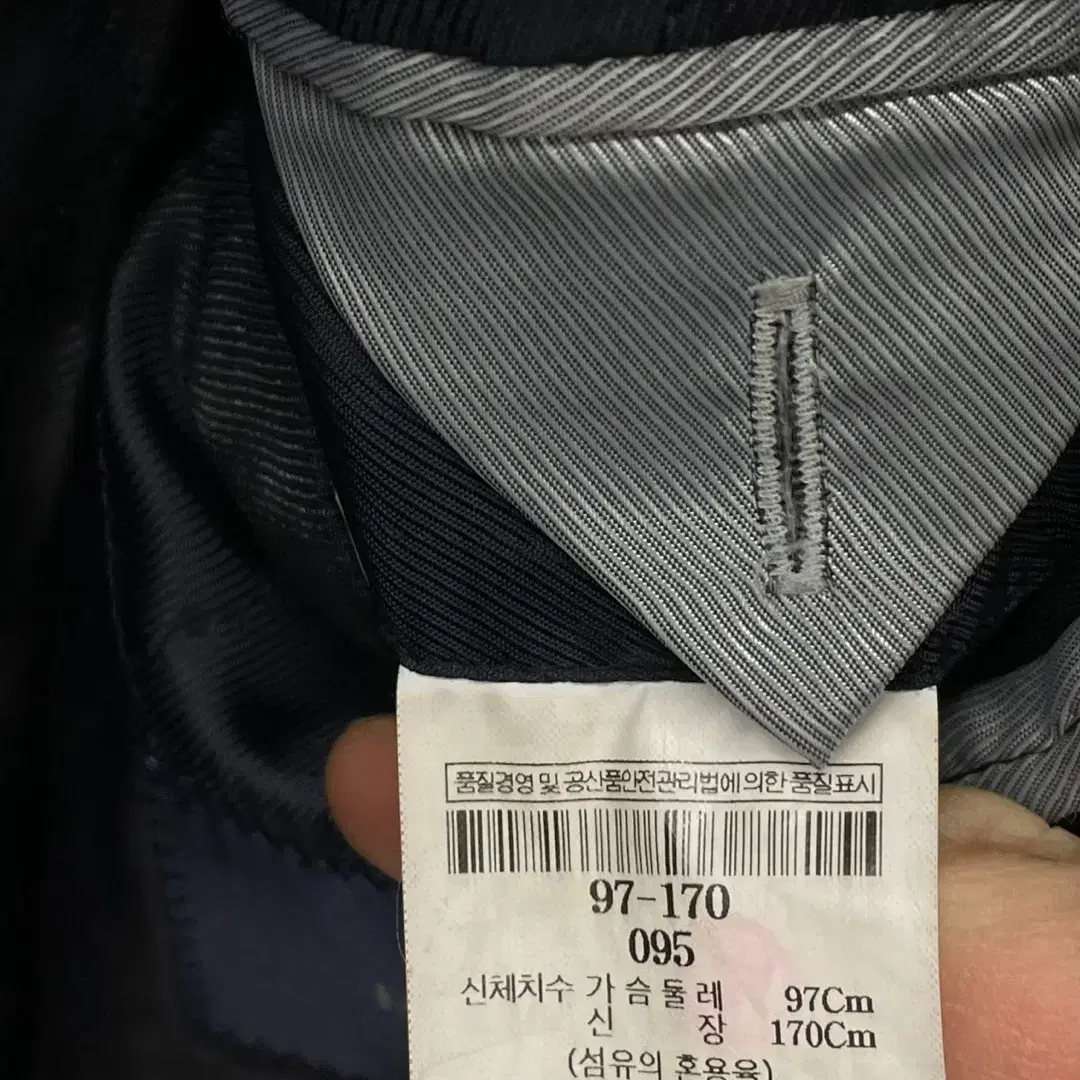 품질경영 및 공산품안전관리법에 의한 품질표시
97-170
095
신체치수 가슴둘레 97Cm
신 장 170Cm
(섬유의 혼용율)